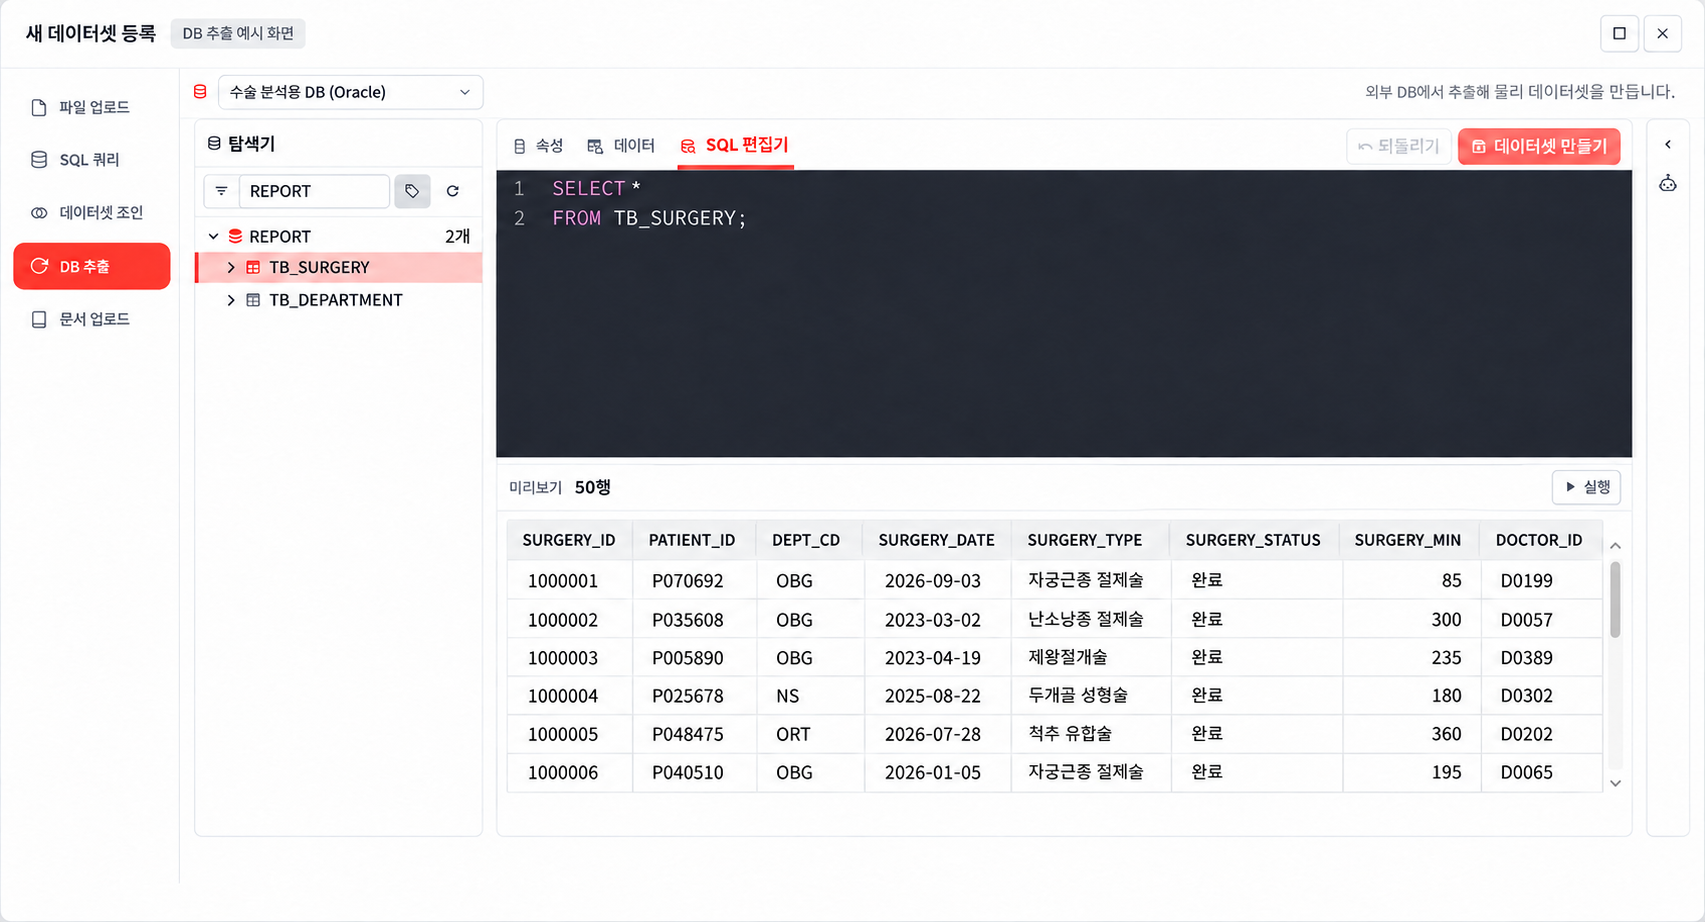 새 데이터셋 등록 DB 추출 예시 화면
파일 업로드
SQL 쿼리
데이터셋 조인
DB 추출
문서 업로드
수술 분석용 DB (Oracle)
외부 DB에서 추출해 물리 데이터셋을 만듭니다.
탐색기
REPORT
REPORT 2개
TB_SURGERY
TB_DEPARTMENT
속성 데이터 SQL 편집기
되돌리기 데이터셋 만들기
1 SELECT *
2 FROM TB_SURGERY;
미리보기 50행
실행
SURGERY_ID PATIENT_ID DEPT_CD SURGERY_DATE SURGERY_TYPE SURGERY_STATUS SURGERY_MIN DOCTOR_ID
1000001 P070692 OBG 2026-09-03 자궁근종 절제술 완료 85 D0199
1000002 P035608 OBG 2023-03-02 난소낭종 절제술 완료 300 D0057
1000003 P005890 OBG 2023-04-19 제왕절개술 완료 235 D0389
1000004 P025678 NS 2025-08-22 두개골 성형술 완료 180 D0302
1000005 P048475 ORT 2026-07-28 척추 유합술 완료 360 D0202
1000006 P040510 OBG 2026-01-05 자궁근종 절제술 완료 195 D0065